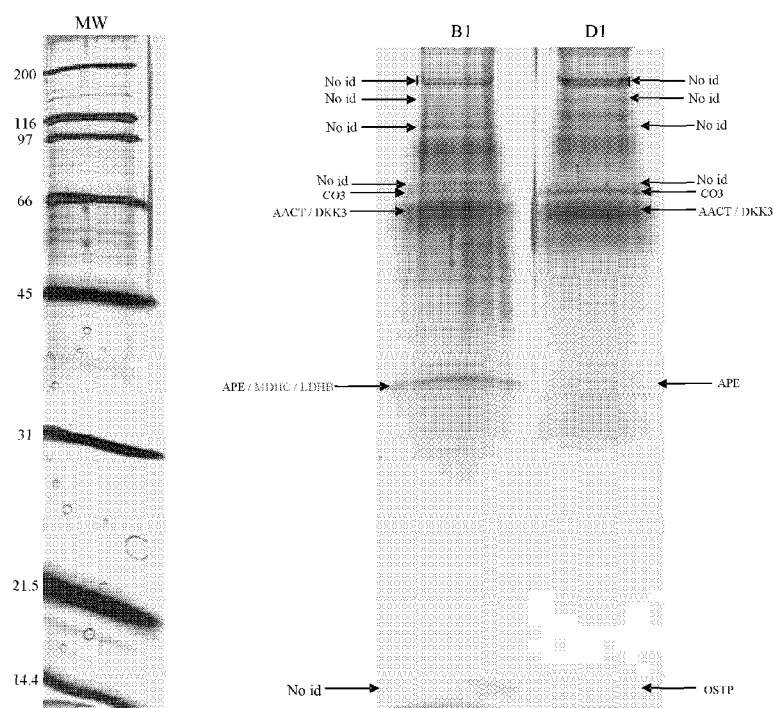 MW B1 D1
200
No id No id
No id No id
116
No id No id
97
No id No id
66
CO3 CO3
AACT / DKK3 AACT / DKK3
45
APE / MDHC / LDHB APE
31
21.5
14.4
No id OSTP